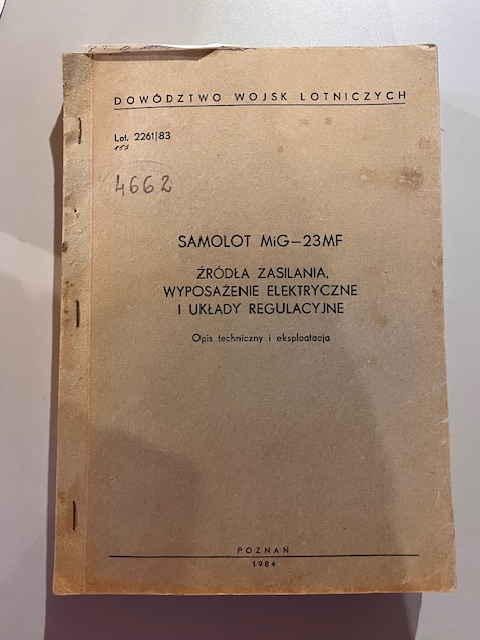 DOWÓDZTWO WOJSK LOTNICZYCH
Lot. 2261/83
4662
SAMOLOT MiG—23MF
ŹRÓDŁA ZASILANIA,
WYPOSAŻENIE ELEKTRYCZNE
I UKŁADY REGULACYJNE
Opis techniczny i eksploatacja
POZNAŃ
1984